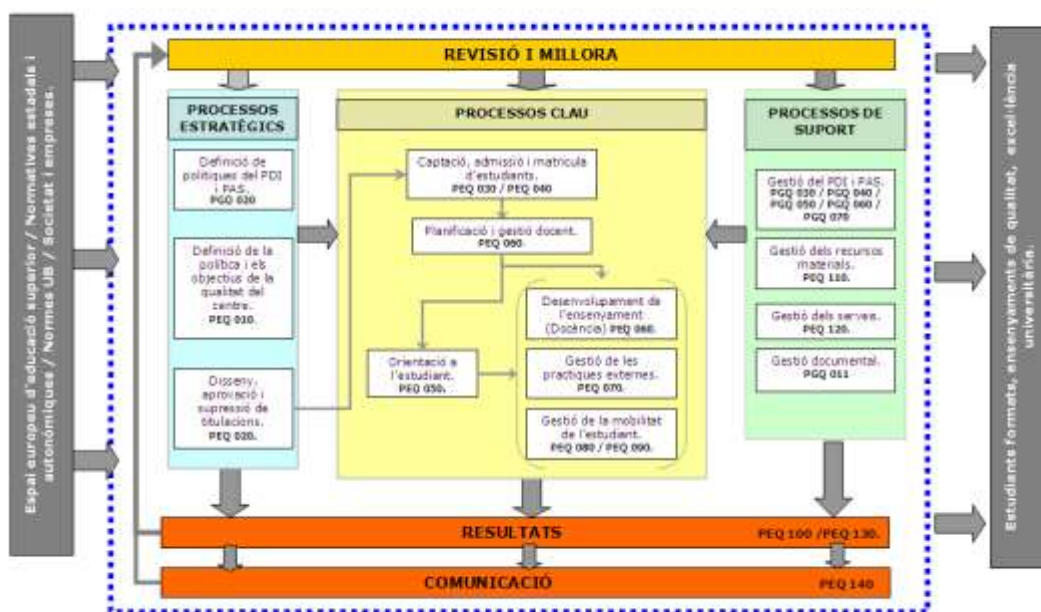 Espai europeu d'educació superior / Normatives estadals i
autonòmiques / Normes UB / Societat i empreses.
REVISIÓ I MILLORA
PROCESSOS
ESTRATÈGICS
Definició de
polítiques del PDI
i PAS.
PGQ 020
Definició de la
política i els
objectius de la
qualitat del
centre.
PEQ 010.
Disseny,
aprovació i
supressió de
titulacions.
PEQ 020.
PROCESSOS CLAU
Captació, admissió i matrícula
d'estudiants.
PEQ 030 / PEQ 040
Planificació i gestió docent.
PEQ 060.
Desenvolupament de
l'ensenyament
(Docència) PEQ 060.
Orientació a
l'estudiant.
PEQ 050.
Gestió de les
practiques externes.
PEQ 070.
Gestió de la mobilitat
de l'estudiant.
PEQ 080 / PEQ 090.
PROCESSOS DE
SUPORT
Gestió del PDI i PAS.
PGQ 030 / PGQ 040 /
PGQ 050 / PGQ 060 /
PGQ 070
Gestió dels recursos
materials.
PEQ 110.
Gestió dels serveis.
PEQ 120.
Gestió documental.
PGQ 011
RESULTATS
PEQ 100 /PEQ 130.
COMUNICACIÓ
PEQ 140
Estudiants formats, ensenyaments de qualitat, excel·lència
universitària.